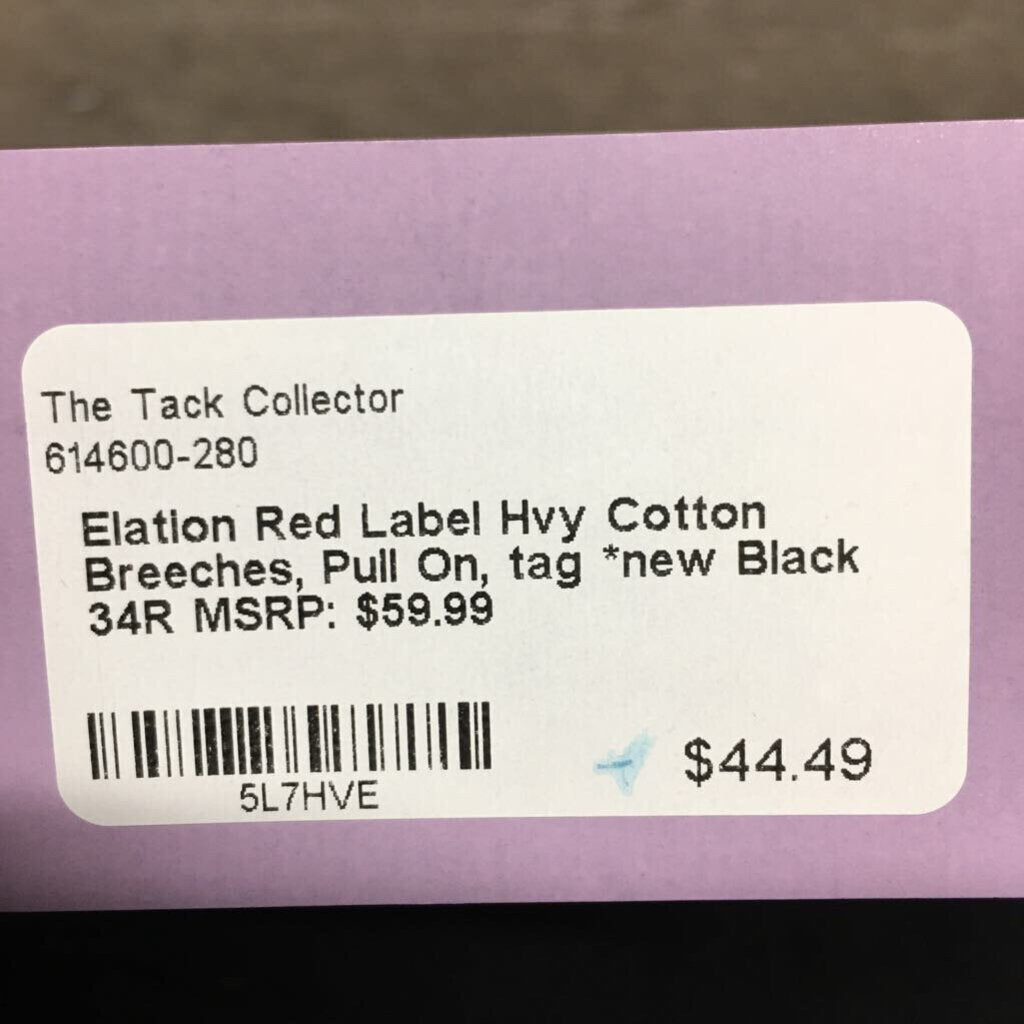 The Tack Collector
614600-280
Elation Red Label Hvy Cotton
Breeches, Pull On, tag *new Black
34R MSRP: $59.99
5L7HVE
$44.49